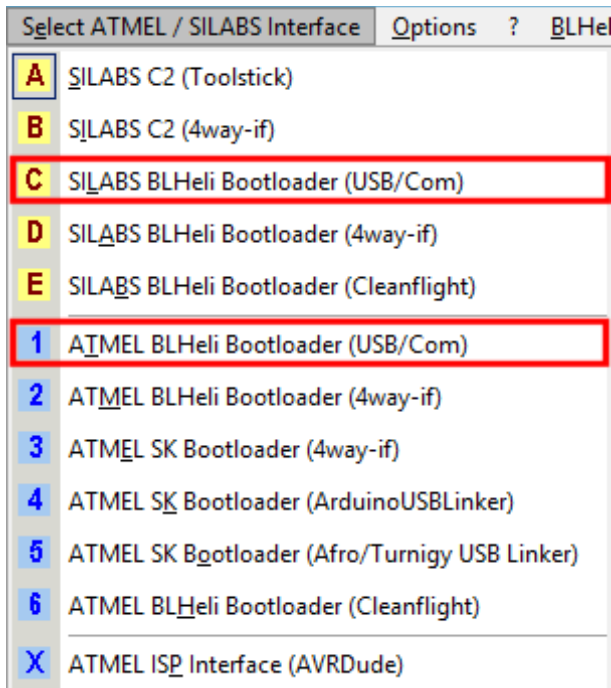 Select ATMEL / SILABS Interface Options ? BLHel
A SILABS C2 (Toolstick)
B SILABS C2 (4way-if)
C SILABS BLHeli Bootloader (USB/Com)
D SILABS BLHeli Bootloader (4way-if)
E SILABS BLHeli Bootloader (Cleanflight)
1 ATMEL BLHeli Bootloader (USB/Com)
2 ATMEL BLHeli Bootloader (4way-if)
3 ATMEL SK Bootloader (4way-if)
4 ATMEL SK Bootloader (ArduinoUSBLinker)
5 ATMEL SK Bootloader (Afro/Turnigy USB Linker)
6 ATMEL BLHeli Bootloader (Cleanflight)
X ATMEL ISP Interface (AVRDude)